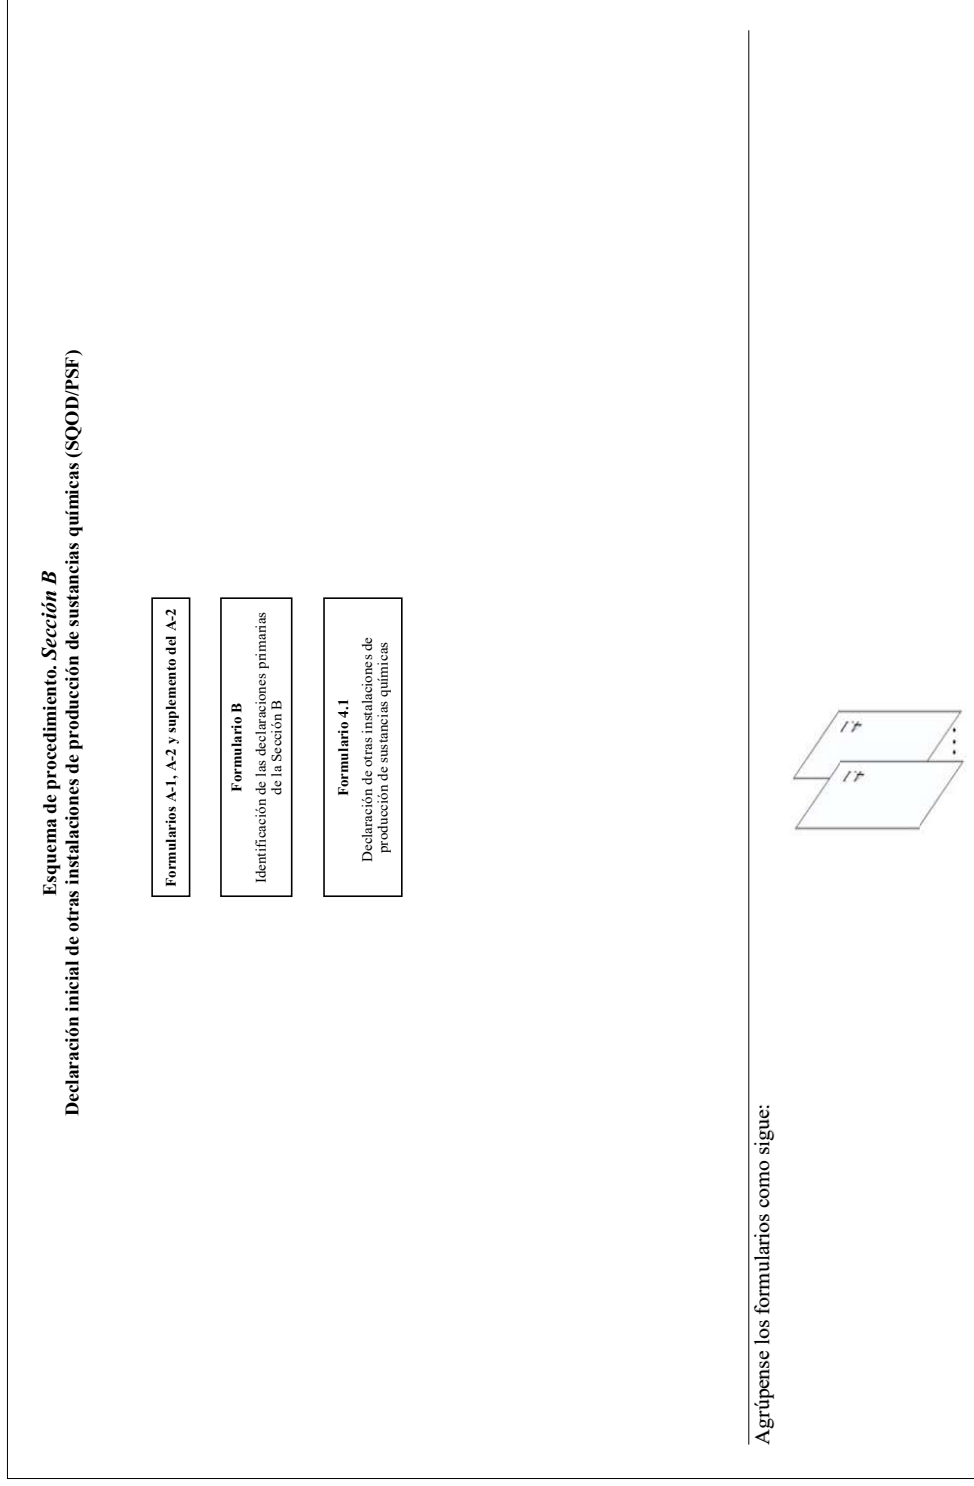 Esquema de procedimiento. Sección B
Declaración inicial de otras instalaciones de producción de sustancias químicas (SQOD/PSF)
Formularios A-1, A-2 y suplemento del A-2
Formulario B
Identificación de las declaraciones primarias
de la Sección B
Formulario 4.1
Declaración de otras instalaciones de
producción de sustancias químicas
Agrúpense los formularios como sigue:
4.1
4.1
...